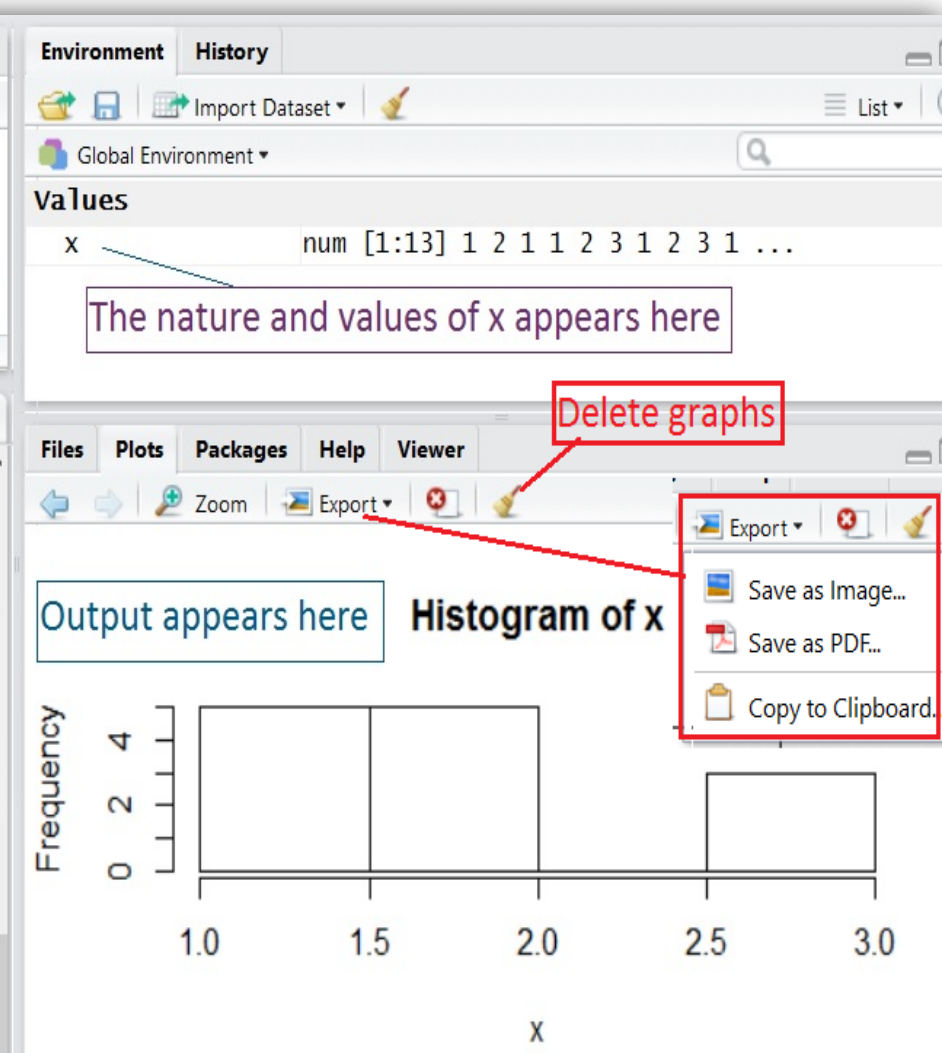 Environment History
Import Dataset List
Global Environment
Values
x num [1:13] 1 2 1 1 2 3 1 2 3 1 ...
The nature and values of x appears here
Delete graphs
Files Plots Packages Help Viewer
Zoom Export
Export
Save as Image...
Save as PDF...
Copy to Clipboard.
Output appears here
Histogram of x
Frequency
4
2
0
1.0 1.5 2.0 2.5 3.0
x